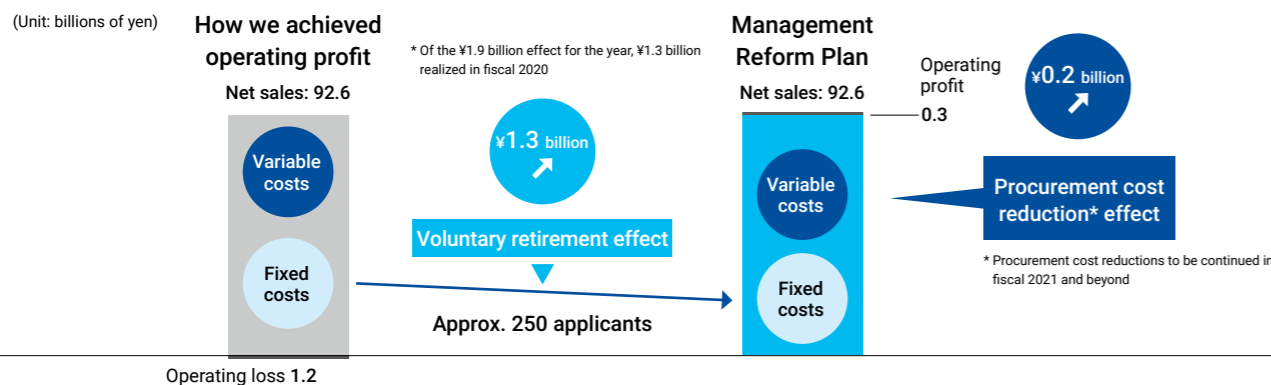 (Unit: billions of yen)
How we achieved
operating profit
Net sales: 92.6
Variable
costs
Fixed
costs
Operating loss 1.2
* Of the ¥1.9 billion effect for the year, ¥1.3 billion
realized in fiscal 2020
¥1.3 billion
Voluntary retirement effect
Approx. 250 applicants
Management
Reform Plan
Net sales: 92.6
Variable
costs
Fixed
costs
Operating
profit
0.3
¥0.2 billion
Procurement cost
reduction* effect
* Procurement cost reductions to be continued in
fiscal 2021 and beyond